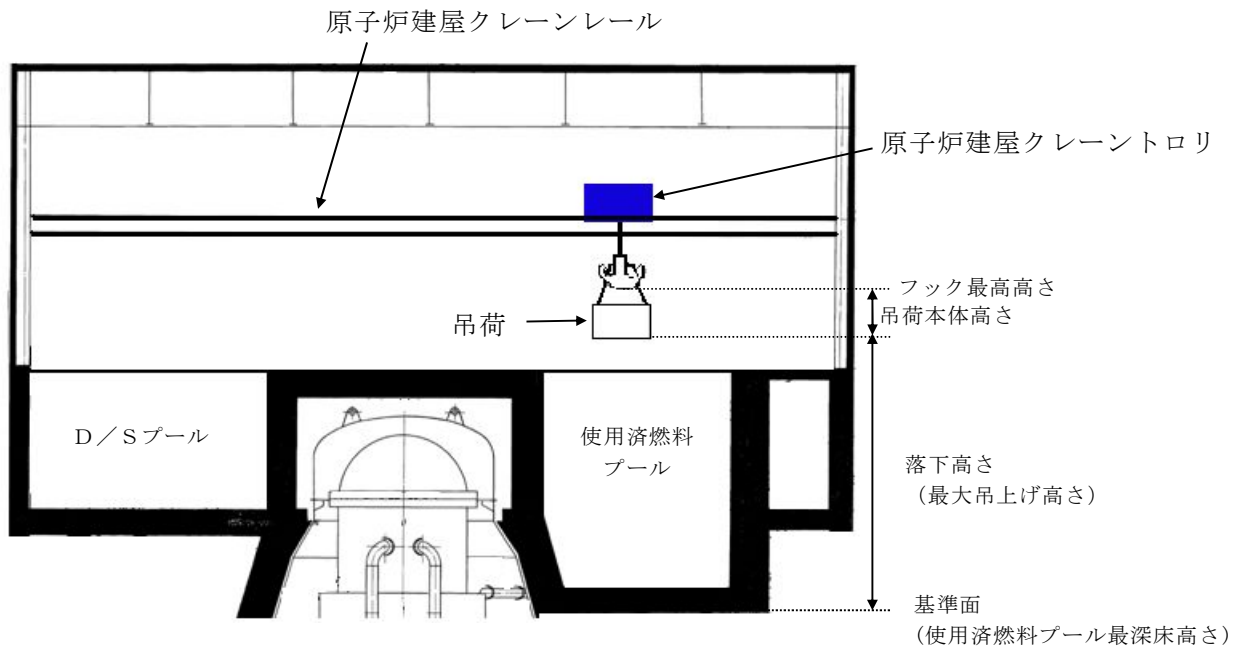 原子炉建屋クレーンレール
原子炉建屋クレーントロリ
フック最高高さ
吊荷本体高さ
吊荷
D／Sプール
使用済燃料
プール
落下高さ
（最大吊上げ高さ）
基準面
（使用済燃料プール最深床高さ）